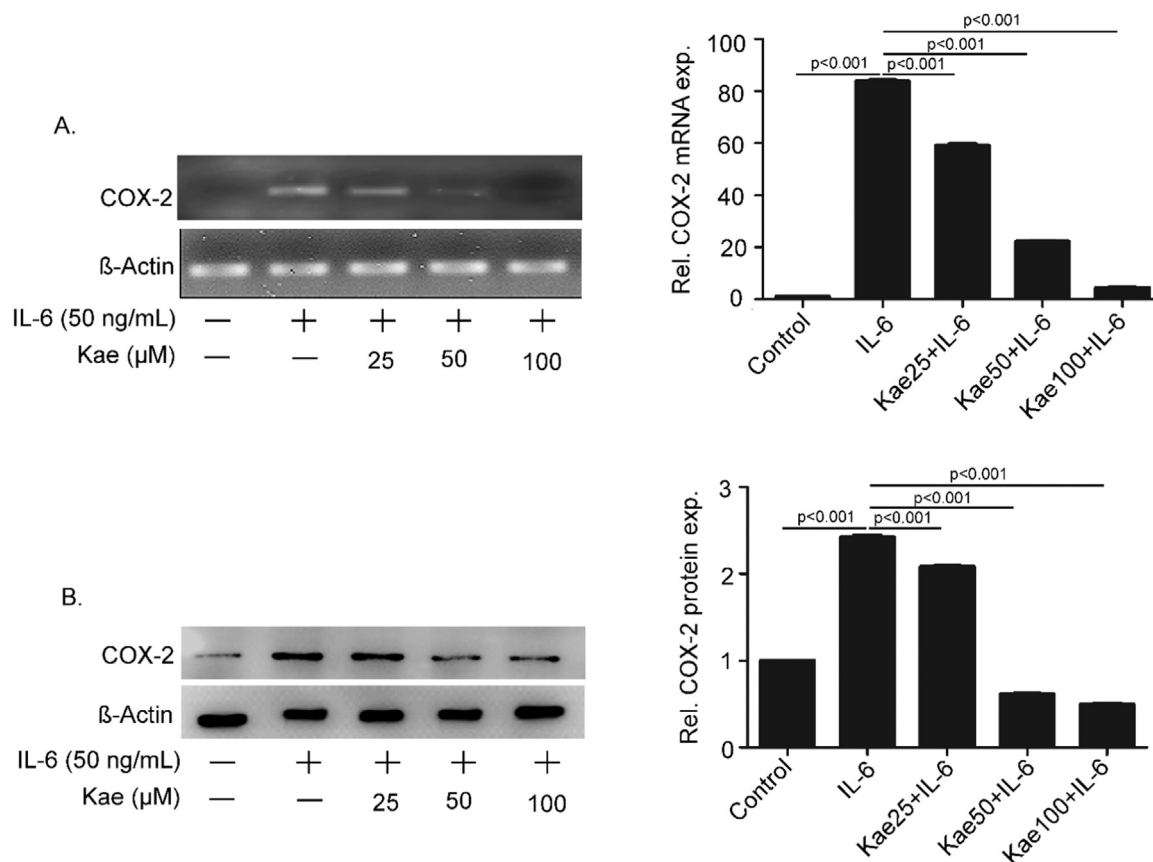 A.
COX-2
ß-Actin
IL-6 (50 ng/mL) — + + + +
Kae (µM) — — 25 50 100
Rel. COX-2 mRNA exp.
100
80
60
40
20
0
p<0.001
p<0.001
p<0.001 p<0.001
Control
IL-6
Kae25+IL-6
Kae50+IL-6
Kae100+IL-6
B.
COX-2
ß-Actin
IL-6 (50 ng/mL) — + + + +
Kae (µM) — — 25 50 100
Rel. COX-2 protein exp.
3
2
1
0
p<0.001
p<0.001
p<0.001 p<0.001
Control
IL-6
Kae25+IL-6
Kae50+IL-6
Kae100+IL-6